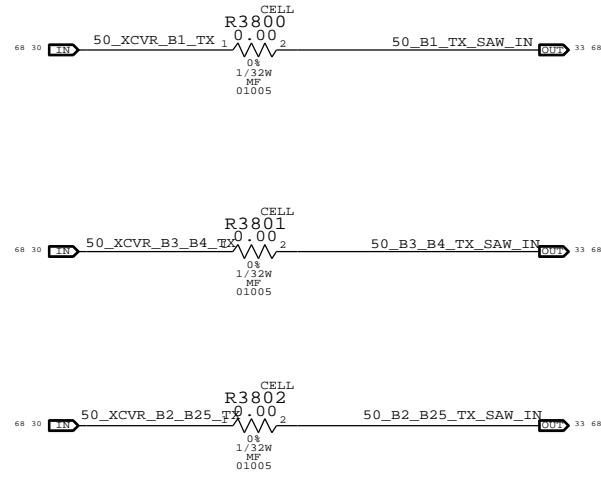 CELL
R3800
50_XCVR_B1_TX 1 0.00 2 50_B1_TX_SAW_IN
68 30 IN OUT 33 68
0%
1/32W
MF
01005
CELL
R3801
50_XCVR_B3_B4_TX 1 0.00 2 50_B3_B4_TX_SAW_IN
68 30 IN OUT 33 68
0%
1/32W
MF
01005
CELL
R3802
50_XCVR_B2_B25_TX 1 0.00 2 50_B2_B25_TX_SAW_IN
68 30 IN OUT 33 68
0%
1/32W
MF
01005